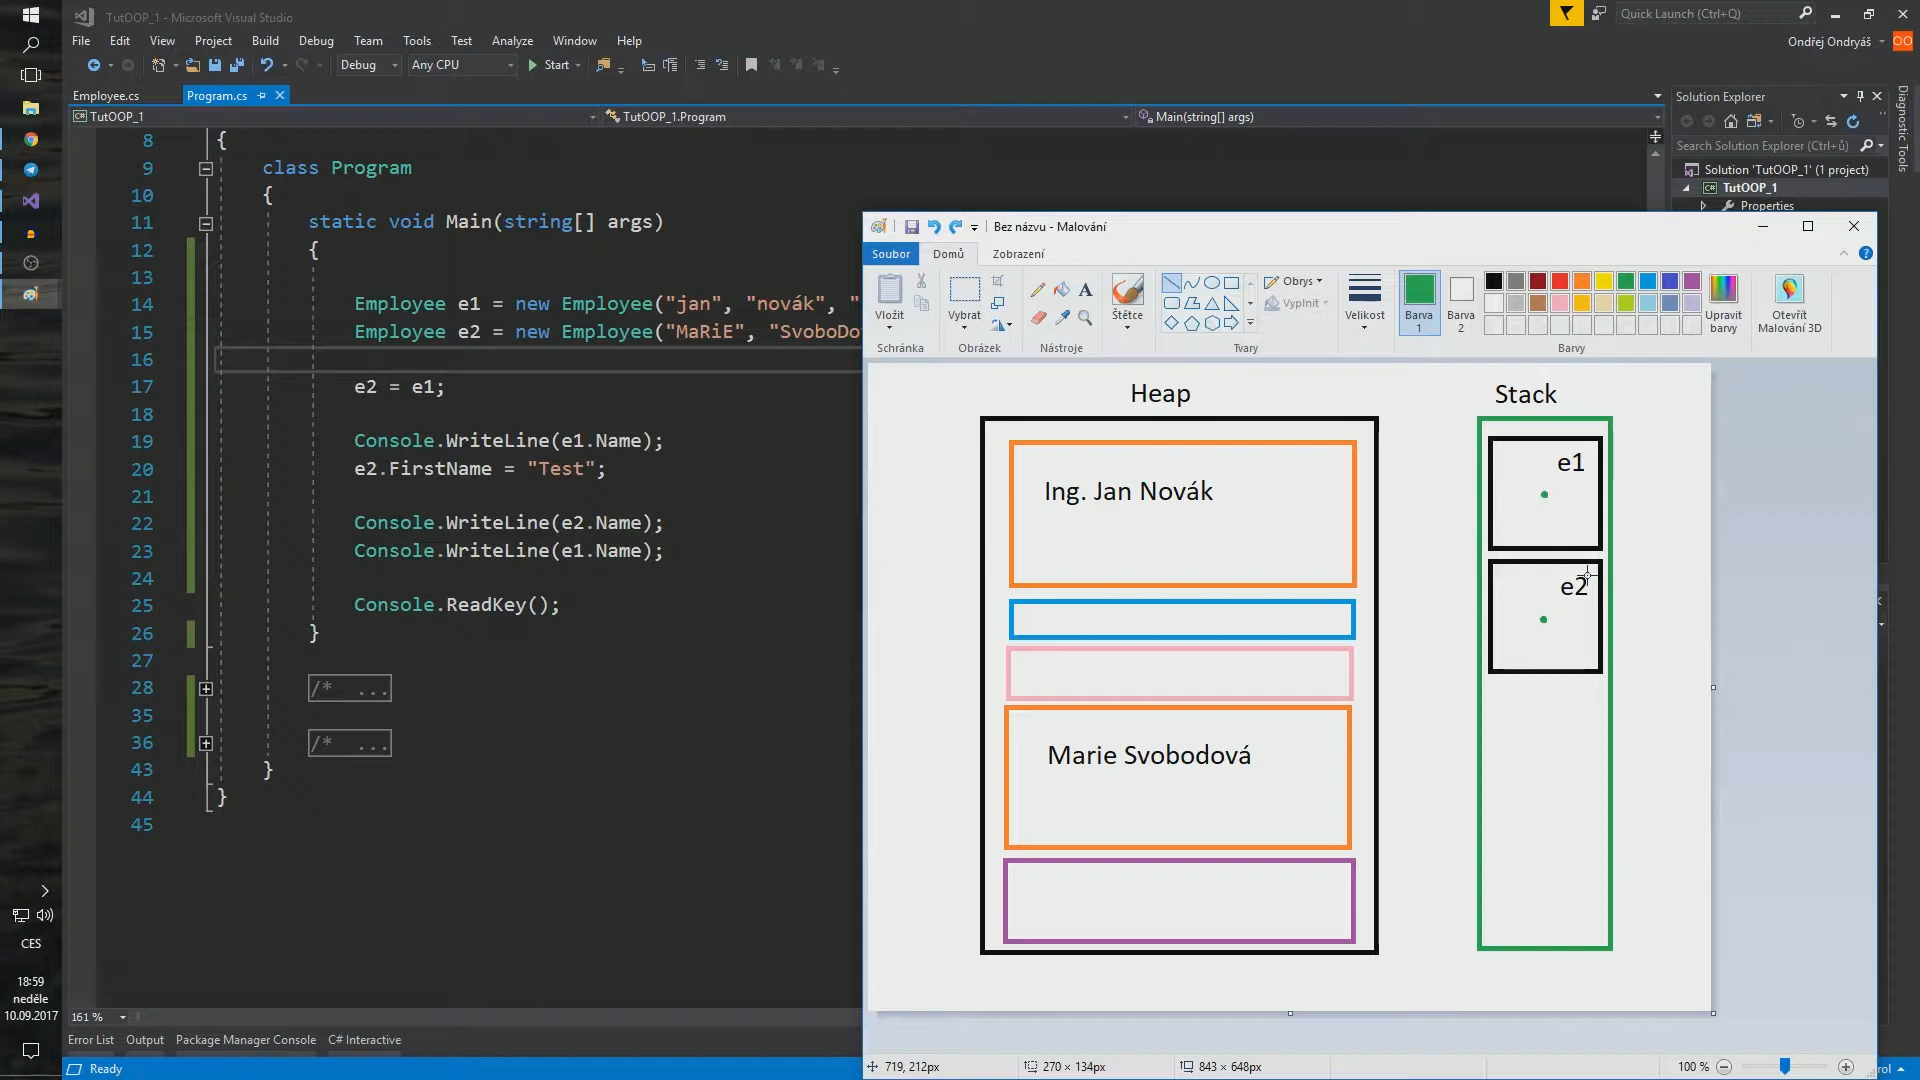 TutOOP_1 - Microsoft Visual Studio
Quick Launch (Ctrl+Q)
File Edit View Project Build Debug Team Tools Test Analyze Window Help
Ondřej Ondryáš
OO
Debug Any CPU Start
Employee.cs Program.cs
TutOOP_1 TutOOP_1.Program Main(string[] args)
8 {
9 class Program
10 {
11 static void Main(string[] args)
12 {
13
14 Employee e1 = new Employee("jan", "novák", "
15 Employee e2 = new Employee("MaRiE", "SvoboDo
16
17 e2 = e1;
18
19 Console.WriteLine(e1.Name);
20 e2.FirstName = "Test";
21
22 Console.WriteLine(e2.Name);
23 Console.WriteLine(e1.Name);
24
25 Console.ReadKey();
26 }
27
28 /* ...
35
36 /* ...
43 }
44 }
45
161 %
Error List Output Package Manager Console C# Interactive
Ready
Solution Explorer
Search Solution Explorer (Ctrl+ů)
Solution 'TutOOP_1' (1 project)
TutOOP_1
Properties
Diagnostic Tools
Bez názvu - Malování
Soubor Domů Zobrazení
Vložit
Schránka
Vybrat
Obrázek
A
Nástroje
Štětce
Obrys
Vyplnit
Tvary
Velikost
Barva 1
Barva 2
Upravit barvy
Otevřít Malování 3D
Barvy
Heap
Stack
Ing. Jan Novák
e1
e2
Marie Svobodová
719, 212px
270 × 134px
843 × 648px
100 %
rol
CES
18:59
neděle
10.09.2017